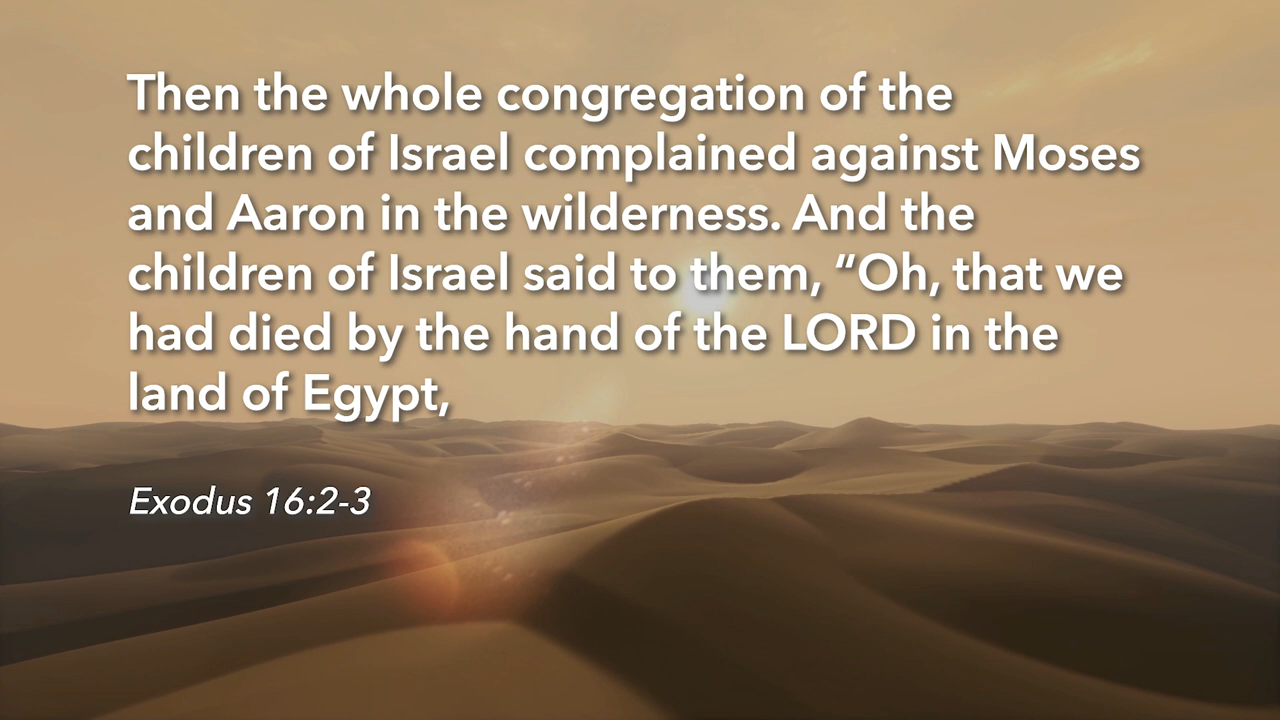 Then the whole congregation of the
children of Israel complained against Moses
and Aaron in the wilderness. And the
children of Israel said to them, “Oh, that we
had died by the hand of the LORD in the
land of Egypt,
Exodus 16:2-3